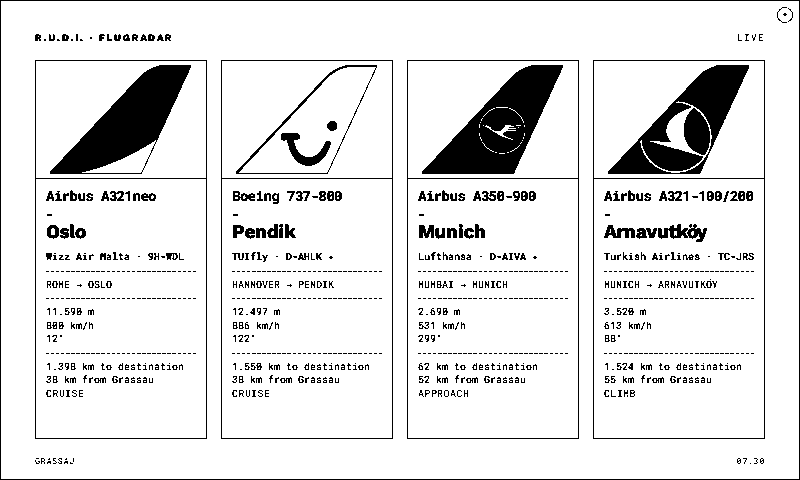 R.U.D.I. · FLUGRADAR
LIVE
Airbus A321neo
-
Oslo
Wizz Air Malta · 9H-WDL
ROME → OSLO
11.590 m
800 km/h
12°
1.398 km to destination
38 km from Grassau
CRUISE
Boeing 737-800
-
Pendik
TUIfly · D-AHLK ✦
HANNOVER → PENDIK
12.497 m
886 km/h
122°
1.550 km to destination
38 km from Grassau
CRUISE
Airbus A350-900
-
Munich
Lufthansa · D-AIVA ✦
MUMBAI → MUNICH
2.690 m
531 km/h
299°
62 km to destination
52 km from Grassau
APPROACH
Airbus A321-100/200
-
Arnavutköy
Turkish Airlines · TC-JRS
MUNICH → ARNAVUTKÖY
3.520 m
613 km/h
88°
1.524 km to destination
55 km from Grassau
CLIMB
GRASSAU
07.30